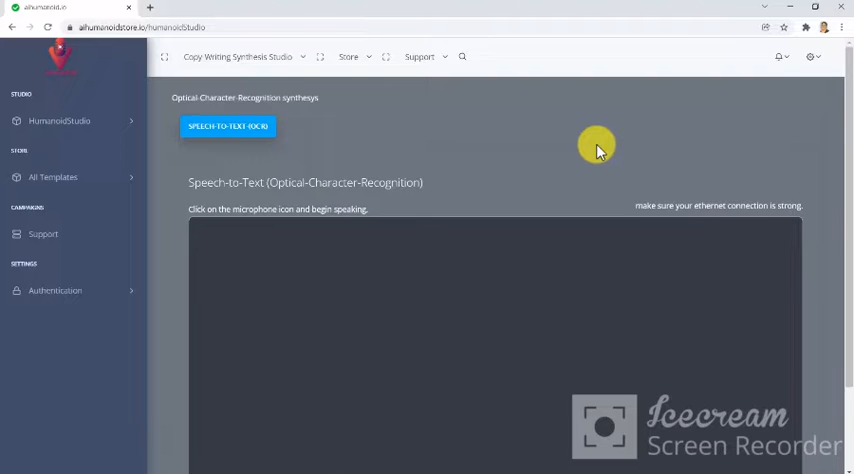 aihumanoid.io
aihumanoidstore.io/humanoidStudio
Copy Writing Synthesis Studio
Store
Support
STUDIO
HumanoidStudio
STORE
All Templates
CAMPAIGNS
Support
SETTINGS
Authentication
Optical-Character-Recognition synthesys
SPEECH-TO-TEXT-(OCR)
Speech-to-Text (Optical-Character-Recognition)
Click on the microphone icon and begin speaking.
make sure your ethernet connection is strong.
Icecream
Screen Recorder